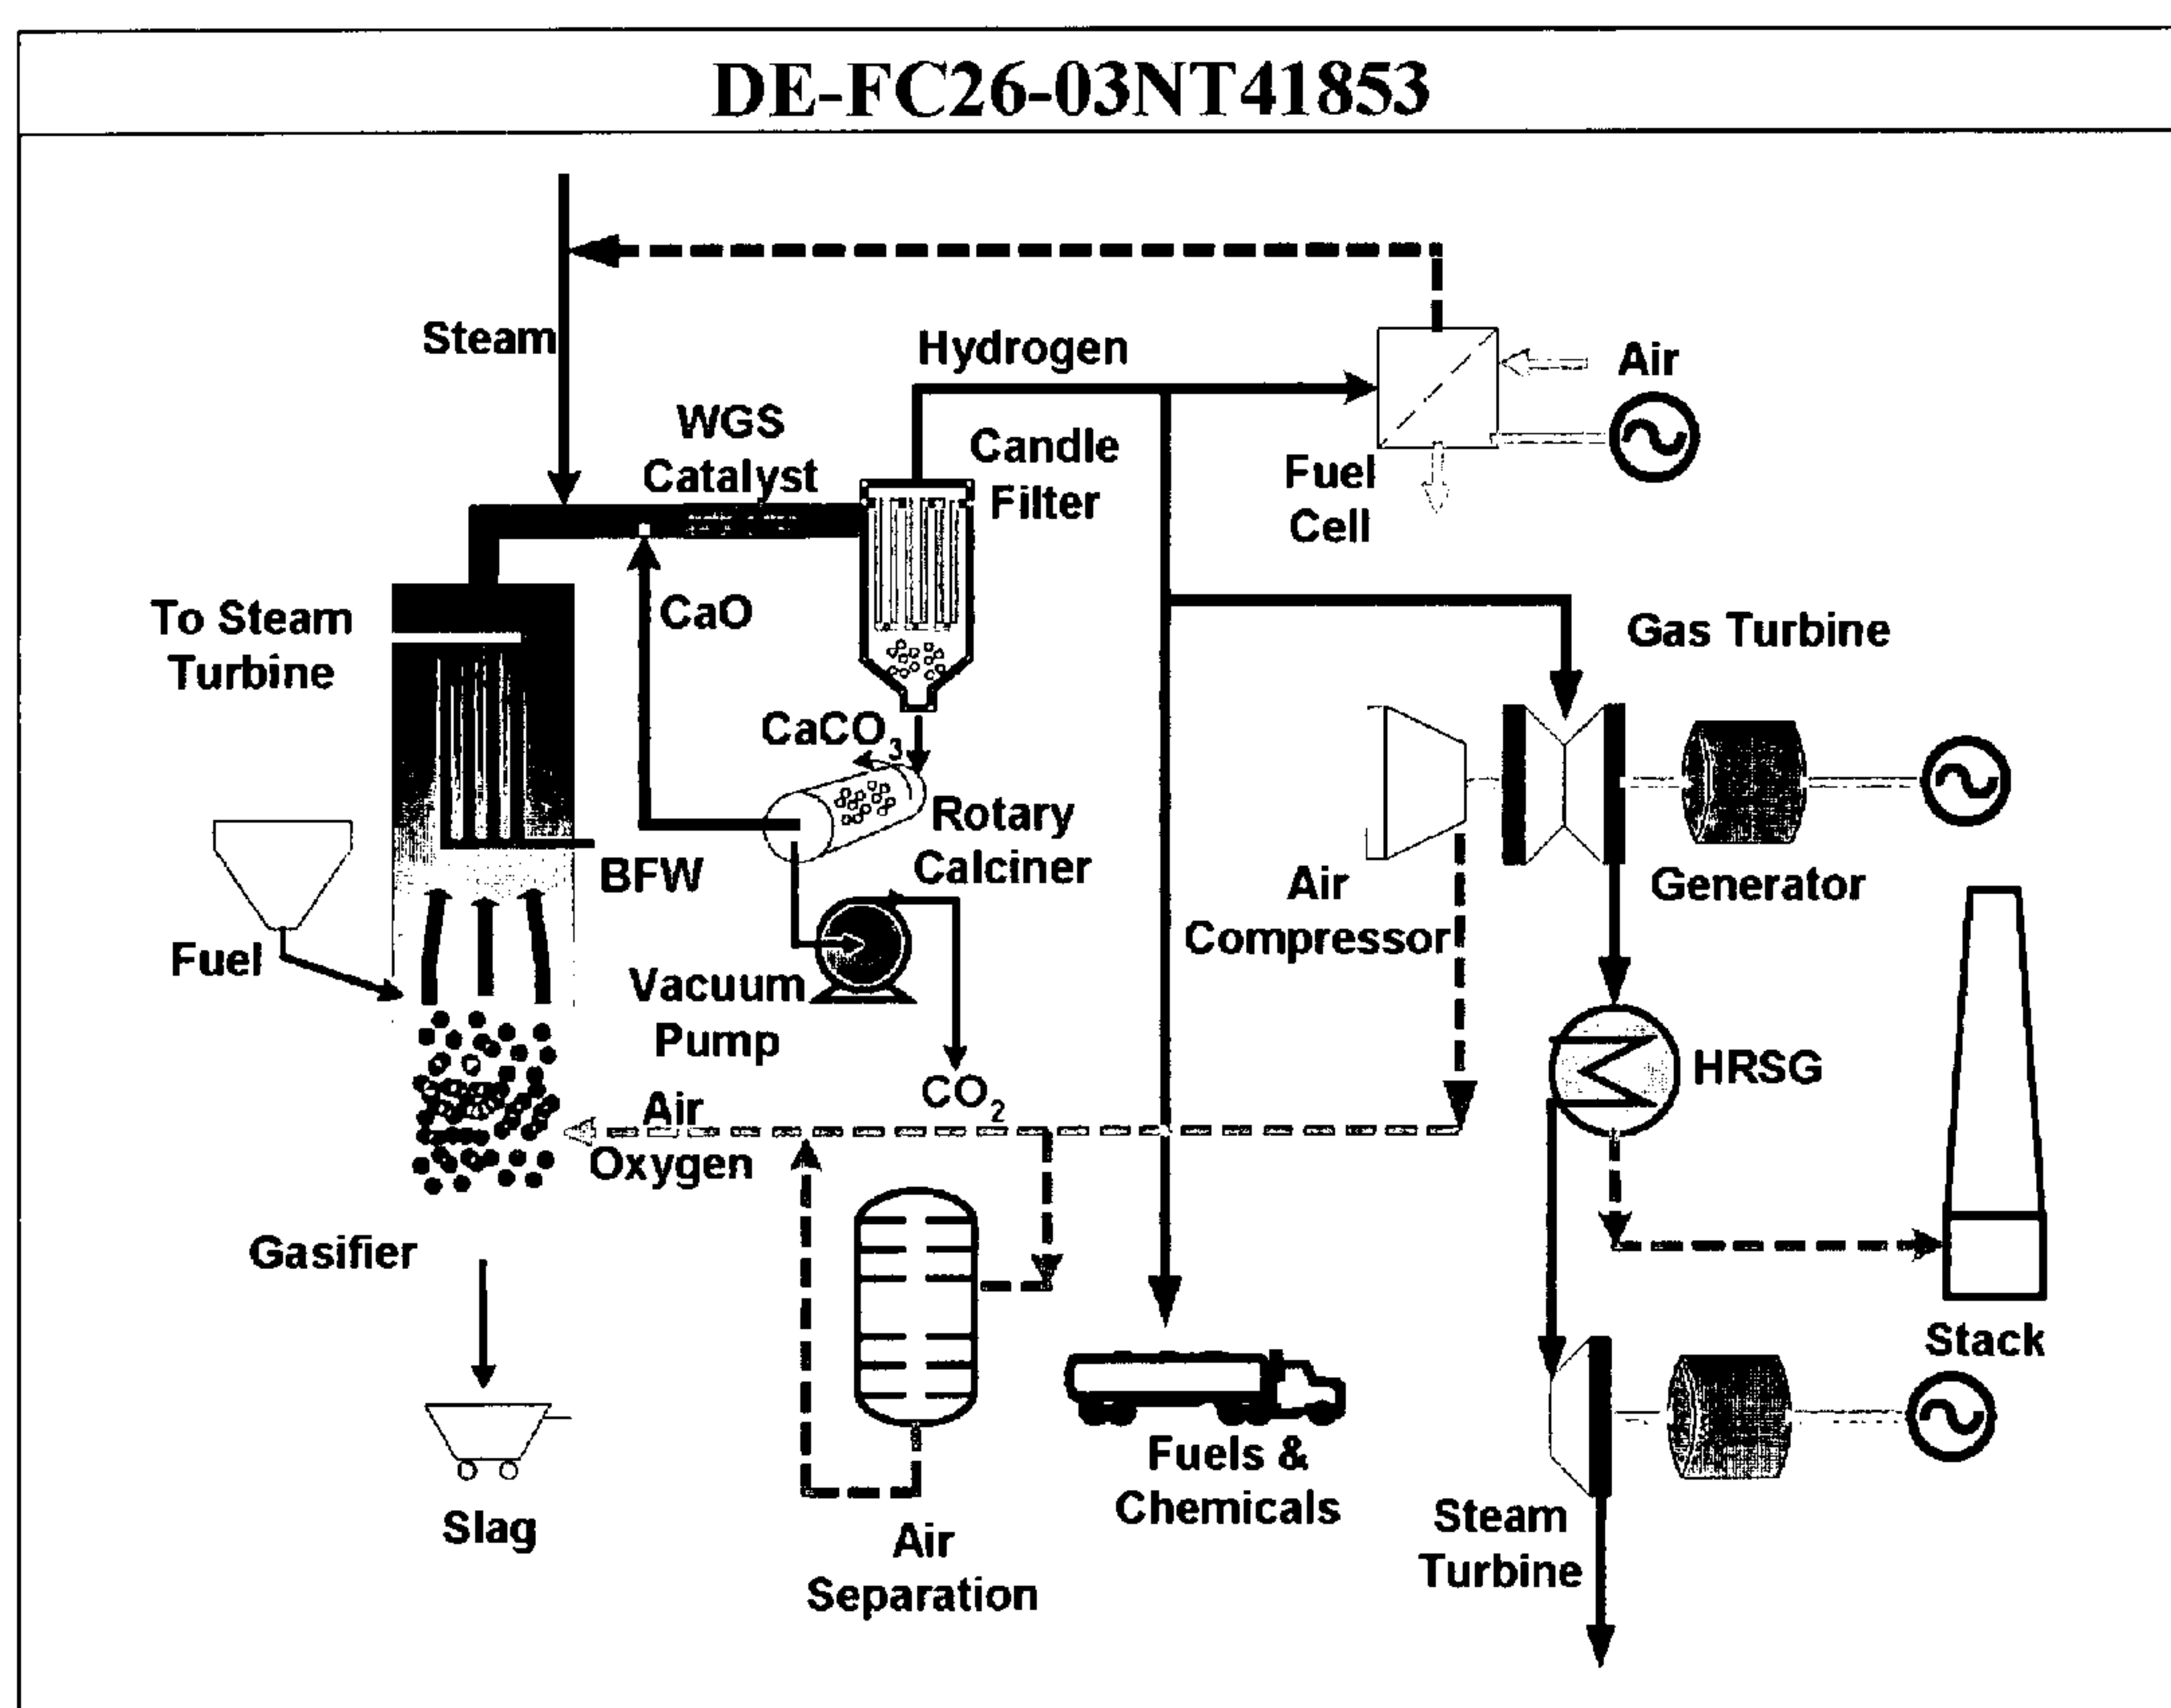 DE-FC26-03NT41853
Steam
Hydrogen
Air
WGS
Catalyst
Candle
Filter
Fuel
Cell
To Steam
Turbine
CaO
Gas Turbine
CaCO3
Rotary
Calciner
BFW
Air
Compressor
Generator
Fuel
Vacuum
Pump
CO2
HRSG
Air
Oxygen
Gasifier
Stack
Slag
Fuels &
Chemicals
Air
Separation
Steam
Turbine